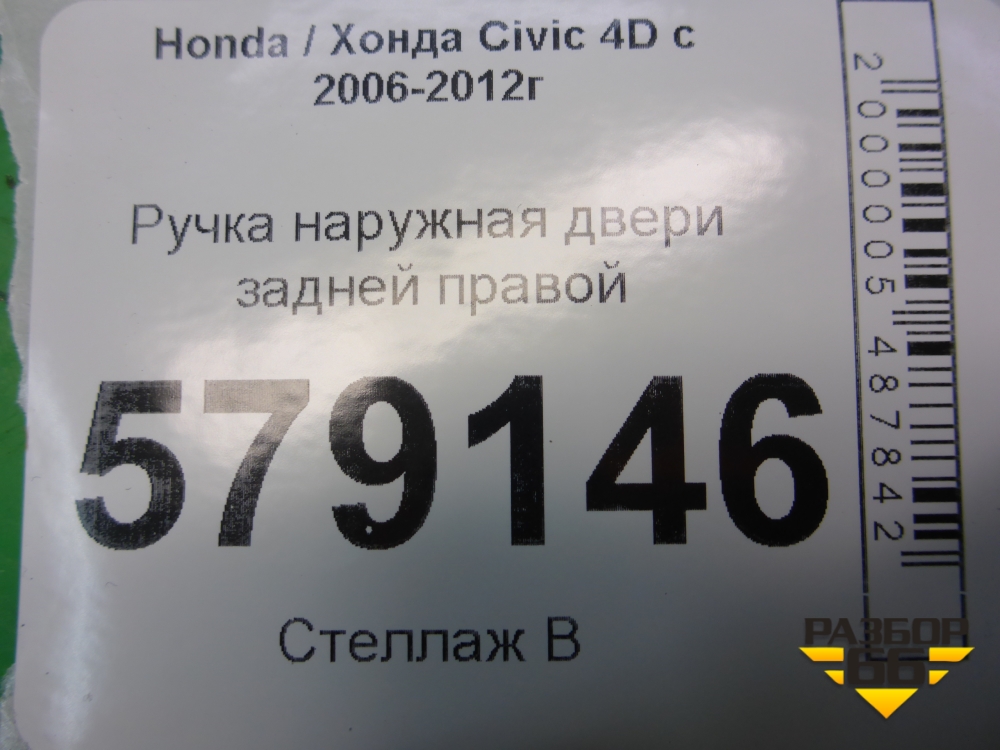 Honda / Хонда Civic 4D с
2006-2012г
Ручка наружная двери
задней правой
579146
Стеллаж В
2000005487842
РАЗБОР
66